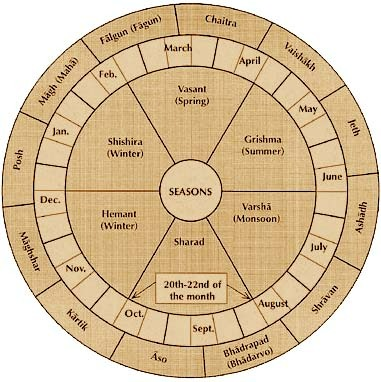 Chaitra
Vaishākh
Jeth
Ashādh
Shrāvan
Bhādrapad
(Bhādarvo)
Āso
Kārtik
Māghshar
Posh
Māgh (Mahā)
Fālgun (Fāgun)
March
April
May
June
July
August
Sept.
Oct.
Nov.
Dec.
Jan.
Feb.
Vasant
(Spring)
Grishma
(Summer)
Varshā
(Monsoon)
Sharad
Hemant
(Winter)
Shishira
(Winter)
SEASONS
20th-22nd of
the month